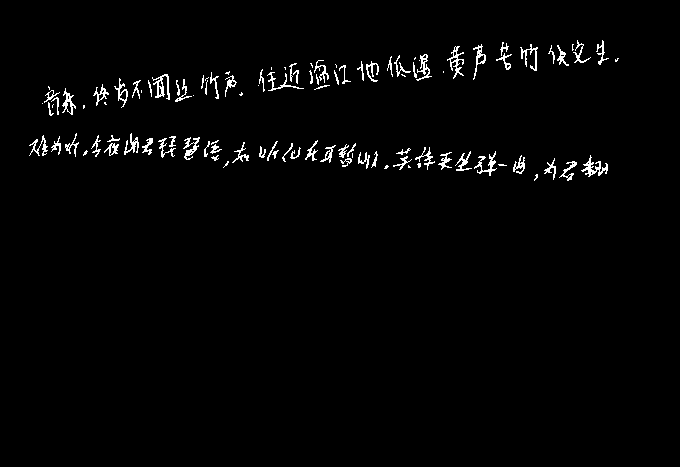 音乐,终岁不闻丝竹声。住近湓江地低湿,黄芦苦竹绕宅生。
难为听。今夜闻君琵琶语,如听仙乐耳暂明。莫辞更坐弹一曲,为君翻